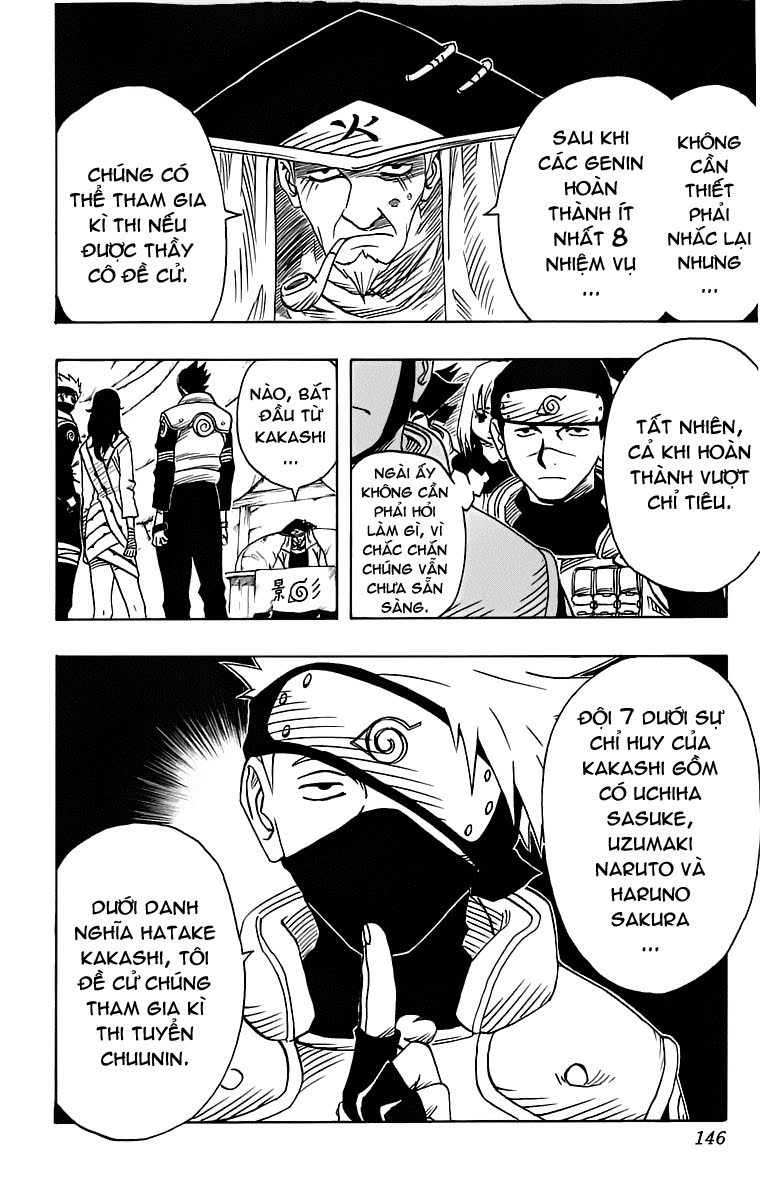 KHÔNG
CẦN
THIẾT
PHẢI
NHẮC LẠI
NHƯNG
...
SAU KHI
CÁC GENIN
HOÀN
THÀNH ÍT
NHẤT 8
NHIỆM VỤ
...
火
CHÚNG CÓ
THỂ THAM GIA
KÌ THI NẾU
ĐƯỢC THẦY
CÔ ĐỀ CỬ.
TẤT NHIÊN,
CẢ KHI HOÀN
THÀNH VƯỢT
CHỈ TIÊU.
NGÀI ẤY
KHÔNG CẦN
PHẢI HỎI
LÀM GÌ, VÌ
CHẮC CHẮN
CHÚNG VẪN
CHƯA SẴN
SÀNG.
NÀO, BẮT
ĐẦU TỪ
KAKASHI
...
景彡
ĐỘI 7 DƯỚI SỰ
CHỈ HUY CỦA
KAKASHI GỒM
CÓ UCHIHA
SASUKE,
UZUMAKI
NARUTO VÀ
HARUNO
SAKURA
...
DƯỚI DANH
NGHĨA HATAKE
KAKASHI, TÔI
ĐỀ CỬ CHÚNG
THAM GIA KÌ
THI TUYỂN
CHUUNIN.
146